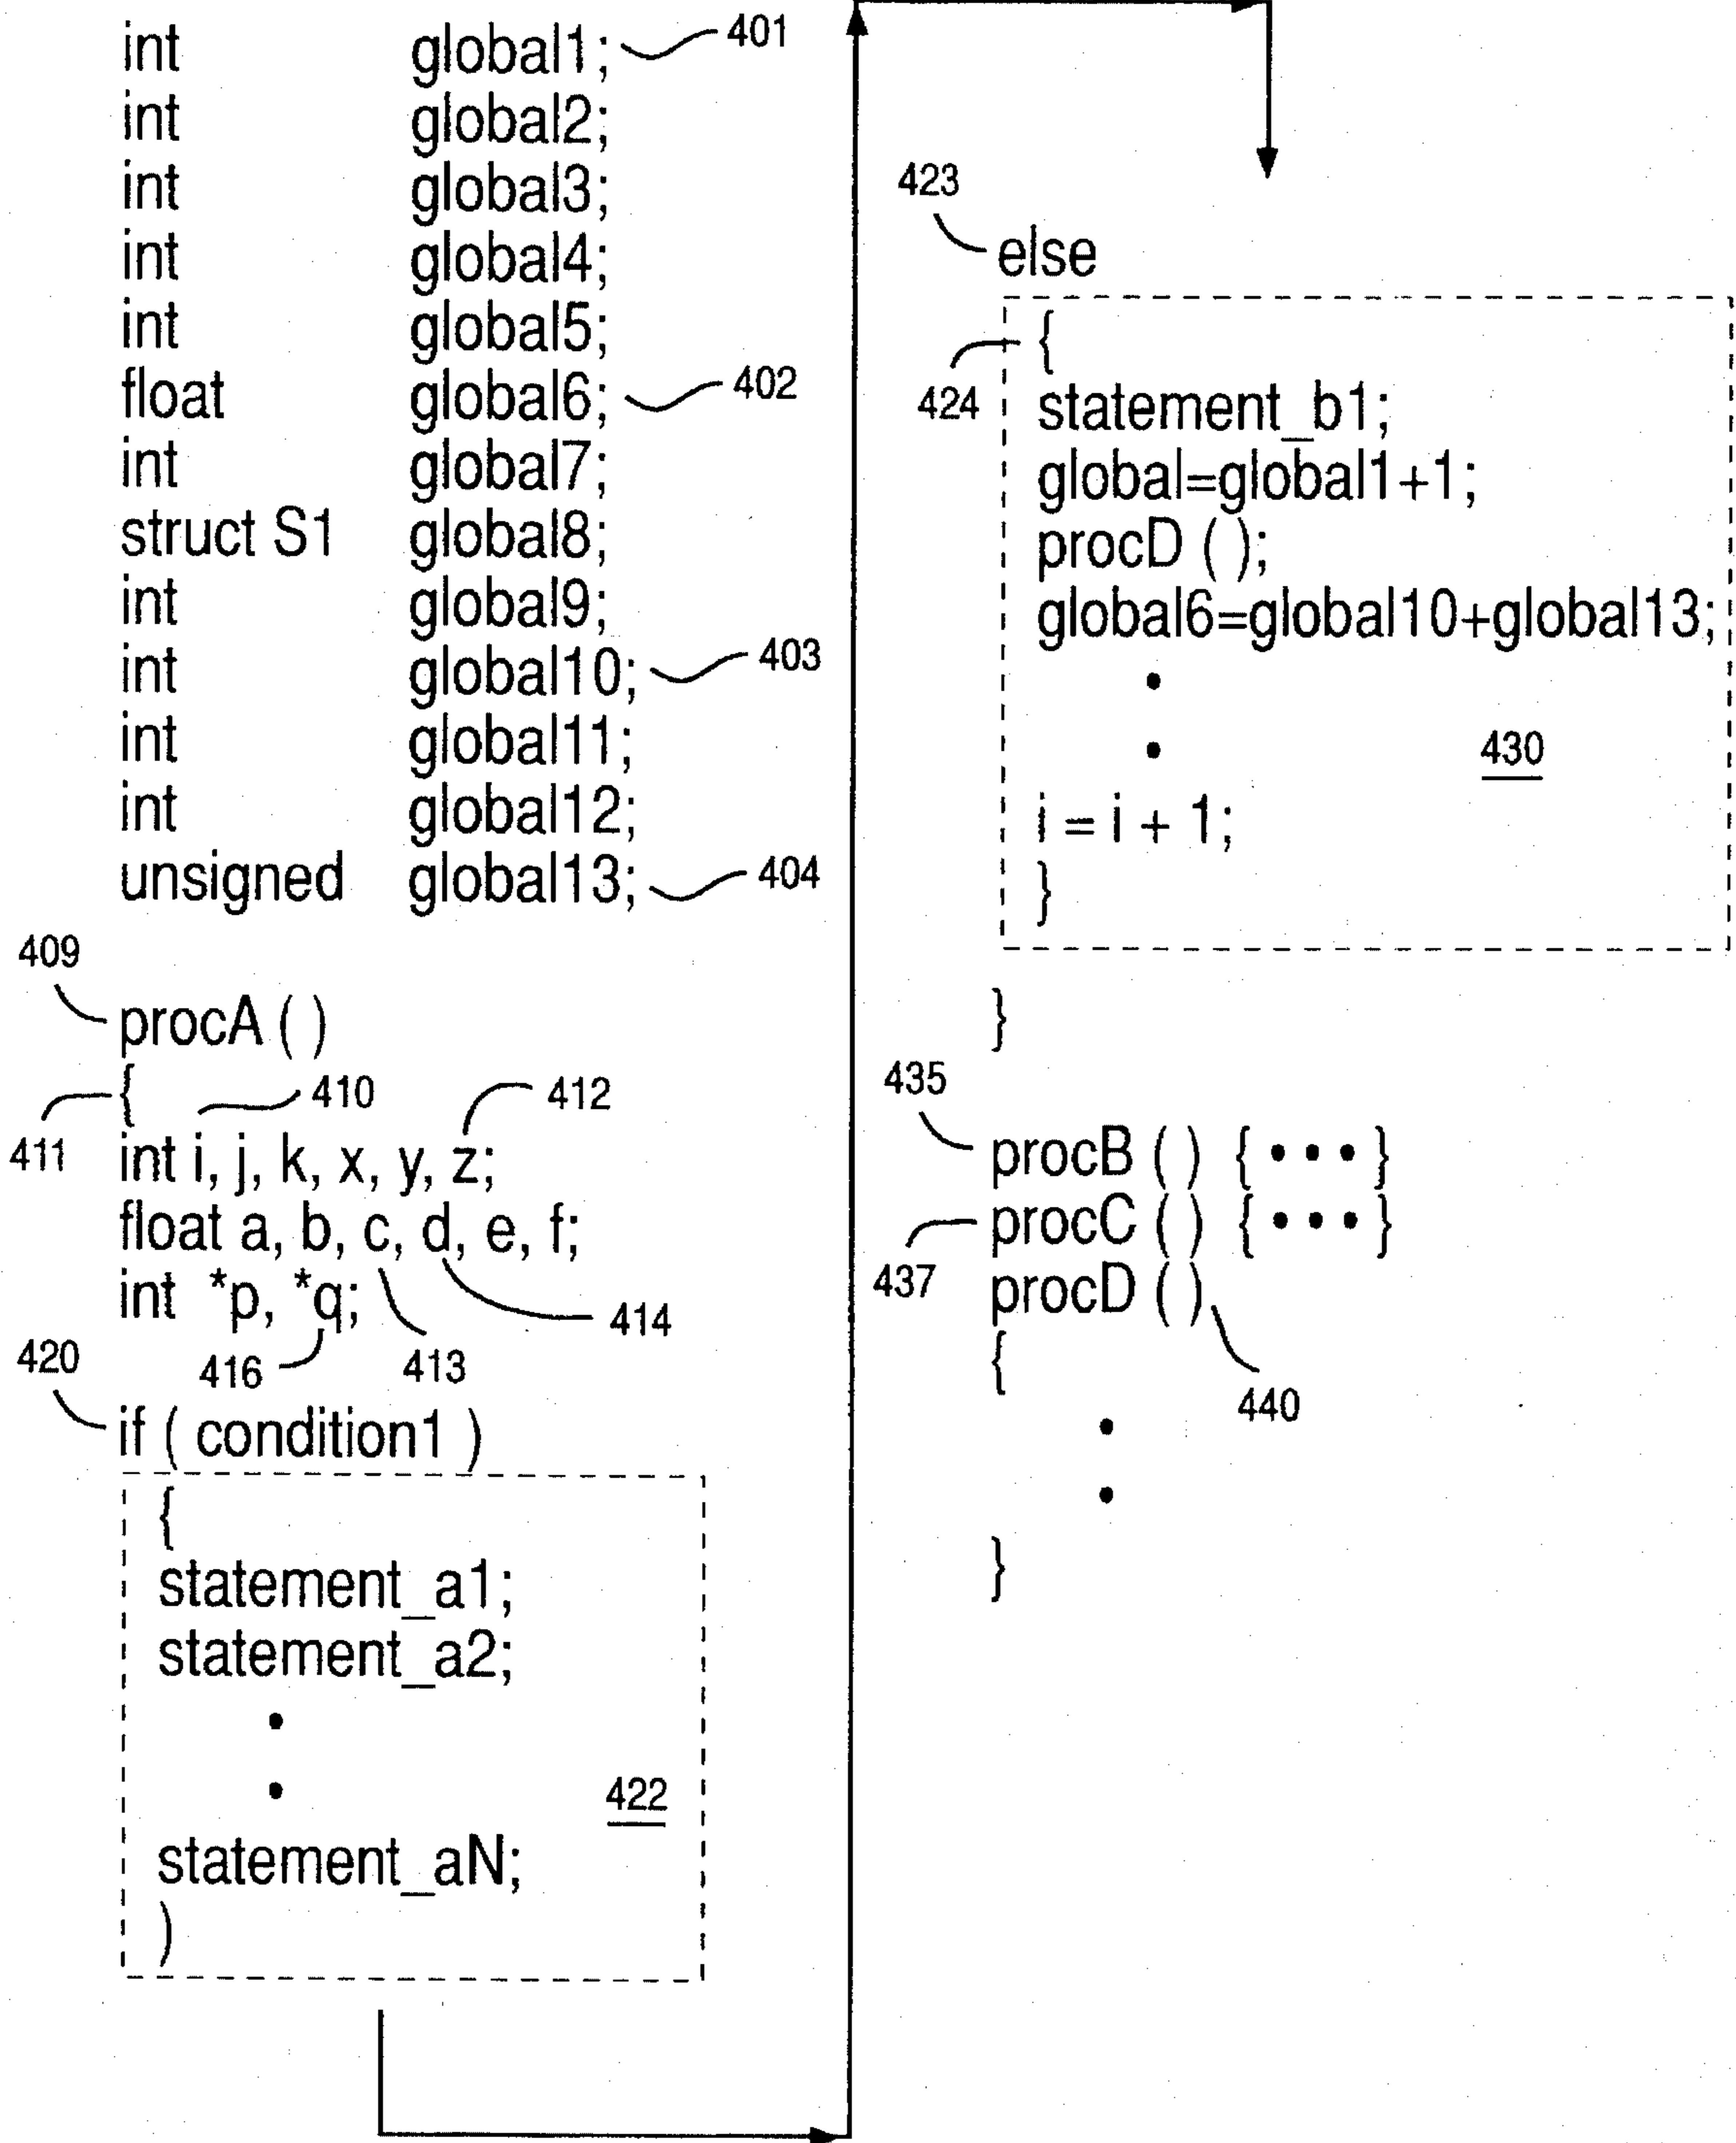 int global1; 401
int global2;
int global3;
int global4;
int global5;
float global6; 402
int global7;
struct S1 global8;
int global9;
int global10; 403
int global11;
int global12;
unsigned global13; 404
409
procA ( )
411 { 410 412
int i, j, k, x, y, z;
float a, b, c, d, e, f;
int *p, *q; 414
420 416 413
if ( condition1 )
{
statement_a1;
statement_a2;
•
• 422
statement_aN;
)
423
else
424 {
statement_b1;
global=global1+1;
procD ( );
global6=global10+global13;
•
• 430
i = i + 1;
}
}
435
procB ( ) { • • • }
procC ( ) { • • • }
437
procD ( )
{ 440
•
•
}